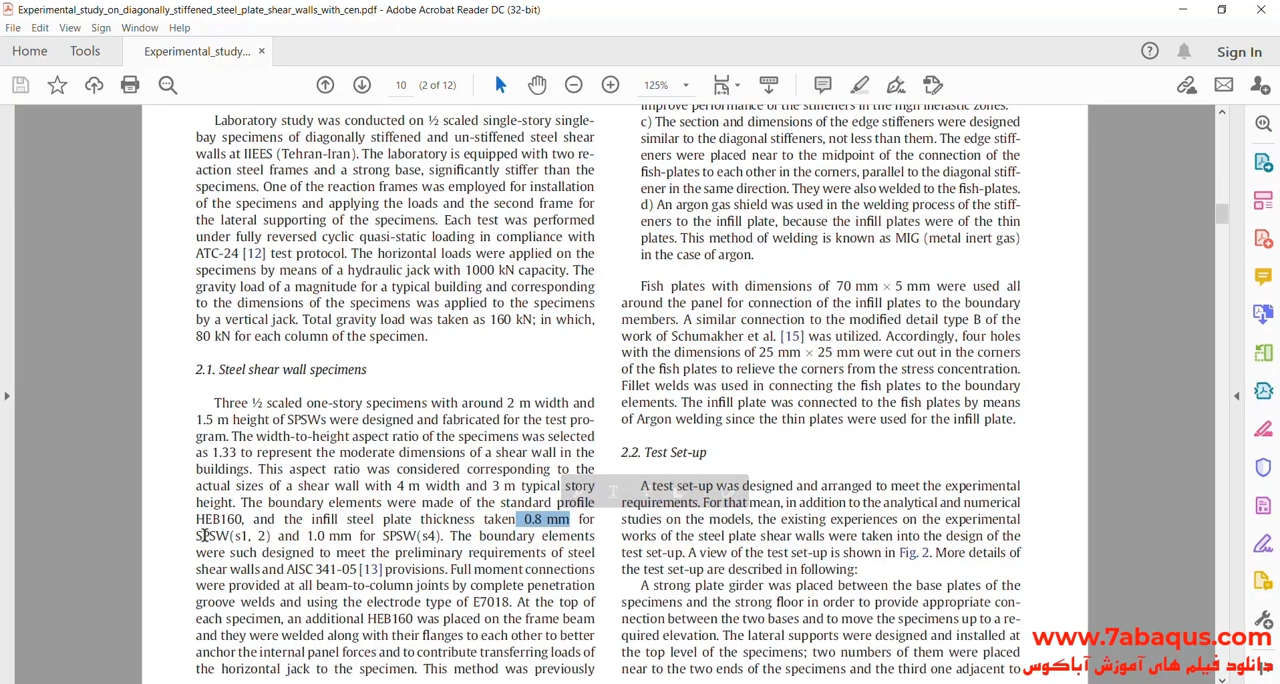 Experimental_study_on_diagonally_stiffened_steel_plate_shear_walls_with_cen.pdf - Adobe Acrobat Reader DC (32-bit)
File Edit View Sign Window Help
Home Tools Experimental_study... × Sign In
10 (2 of 12) 125%
Laboratory study was conducted on ½ scaled single-story single-
bay specimens of diagonally stiffened and un-stiffened steel shear
walls at IIEES (Tehran-Iran). The laboratory is equipped with two re-
action steel frames and a strong base, significantly stiffer than the
specimens. One of the reaction frames was employed for installation
of the specimens and applying the loads and the second frame for
the lateral supporting of the specimens. Each test was performed
under fully reversed cyclic quasi-static loading in compliance with
ATC-24 [12] test protocol. The horizontal loads were applied on the
specimens by means of a hydraulic jack with 1000 kN capacity. The
gravity load of a magnitude for a typical building and corresponding
to the dimensions of the specimens was applied to the specimens
by a vertical jack. Total gravity load was taken as 160 kN; in which,
80 kN for each column of the specimen.
2.1. Steel shear wall specimens
Three ½ scaled one-story specimens with around 2 m width and
1.5 m height of SPSWs were designed and fabricated for the test pro-
gram. The width-to-height aspect ratio of the specimens was selected
as 1.33 to represent the moderate dimensions of a shear wall in the
buildings. This aspect ratio was considered corresponding to the
actual sizes of a shear wall with 4 m width and 3 m typical story
height. The boundary elements were made of the standard profile
HEB160, and the infill steel plate thickness taken 0.8 mm for
SPSW(s1, 2) and 1.0 mm for SPSW(s4). The boundary elements
were such designed to meet the preliminary requirements of steel
shear walls and AISC 341-05 [13] provisions. Full moment connections
were provided at all beam-to-column joints by complete penetration
groove welds and using the electrode type of E7018. At the top of
each specimen, an additional HEB160 was placed on the frame beam
and they were welded along with their flanges to each other to better
anchor the internal panel forces and to contribute transferring loads of
the horizontal jack to the specimen. This method was previously
improve performance of the stiffeners in the high inelastic zones.
c) The section and dimensions of the edge stiffeners were designed
similar to the diagonal stiffeners, not less than them. The edge stiff-
eners were placed near to the midpoint of the connection of the
fish-plates to each other in the corners, parallel to the diagonal stiff-
ener in the same direction. They were also welded to the fish-plates.
d) An argon gas shield was used in the welding process of the stiff-
eners to the infill plate, because the infill plates were of the thin
plates. This method of welding is known as MIG (metal inert gas)
in the case of argon.
Fish plates with dimensions of 70 mm × 5 mm were used all
around the panel for connection of the infill plates to the boundary
members. A similar connection to the modified detail type B of the
work of Schumakher et al. [15] was utilized. Accordingly, four holes
with the dimensions of 25 mm × 25 mm were cut out in the corners
of the fish plates to relieve the corners from the stress concentration.
Fillet welds was used in connecting the fish plates to the boundary
elements. The infill plate was connected to the fish plates by means
of Argon welding since the thin plates were used for the infill plate.
2.2. Test Set-up
A test set-up was designed and arranged to meet the experimental
requirements. For that mean, in addition to the analytical and numerical
studies on the models, the existing experiences on the experimental
works of the steel plate shear walls were taken into the design of the
test set-up. A view of the test set-up is shown in Fig. 2. More details of
the test set-up are described in following:
A strong plate girder was placed between the base plates of the
specimens and the strong floor in order to provide appropriate con-
nection between the two bases and to move the specimens up to a re-
quired elevation. The lateral supports were designed and installed at
the top level of the specimens; two numbers of them were placed
near to the two ends of the specimens and the third one adjacent to
www.7abaqus.com
دانلود فیلم های آموزش آباکوس